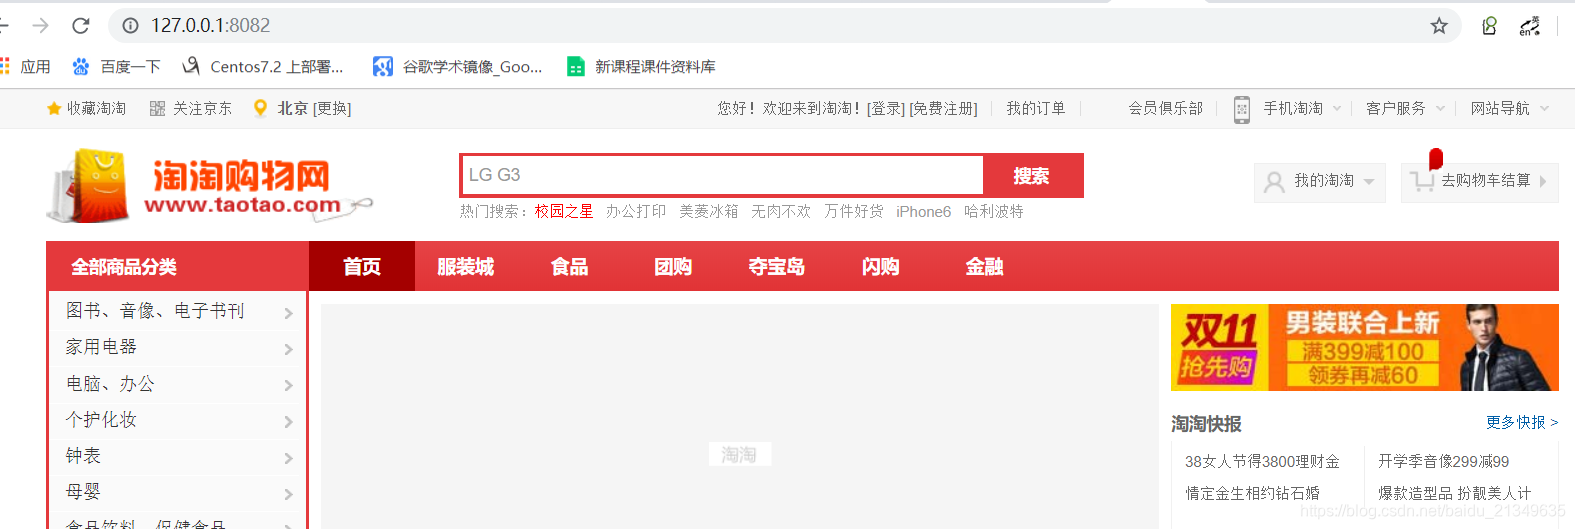 127.0.0.1:8082
应用 百度一下 Centos7.2 上部署... 谷歌学术镜像_Goo... 新课程课件资料库
收藏淘淘 关注京东 北京 [更换] 您好！欢迎来到淘淘！[登录] [免费注册] 我的订单 会员俱乐部 手机淘淘 客户服务 网站导航
淘淘购物网
www.taotao.com
LG G3 搜索 我的淘淘 去购物车结算
热门搜索：校园之星 办公打印 美菱冰箱 无肉不欢 万件好货 iPhone6 哈利波特
全部商品分类 首页 服装城 食品 团购 夺宝岛 闪购 金融
图书、音像、电子书刊
家用电器
电脑、办公
个护化妆
钟表
母婴
食品饮料、保健食品
淘淘
双11 男装联合上新
抢先购 满399减100
领券再减60
淘淘快报 更多快报 >
38女人节得3800理财金 开学季音像299减99
情定金生相约钻石婚 爆款造型品 扮靓美人计
https://blog.csdn.net/baidu_21349635